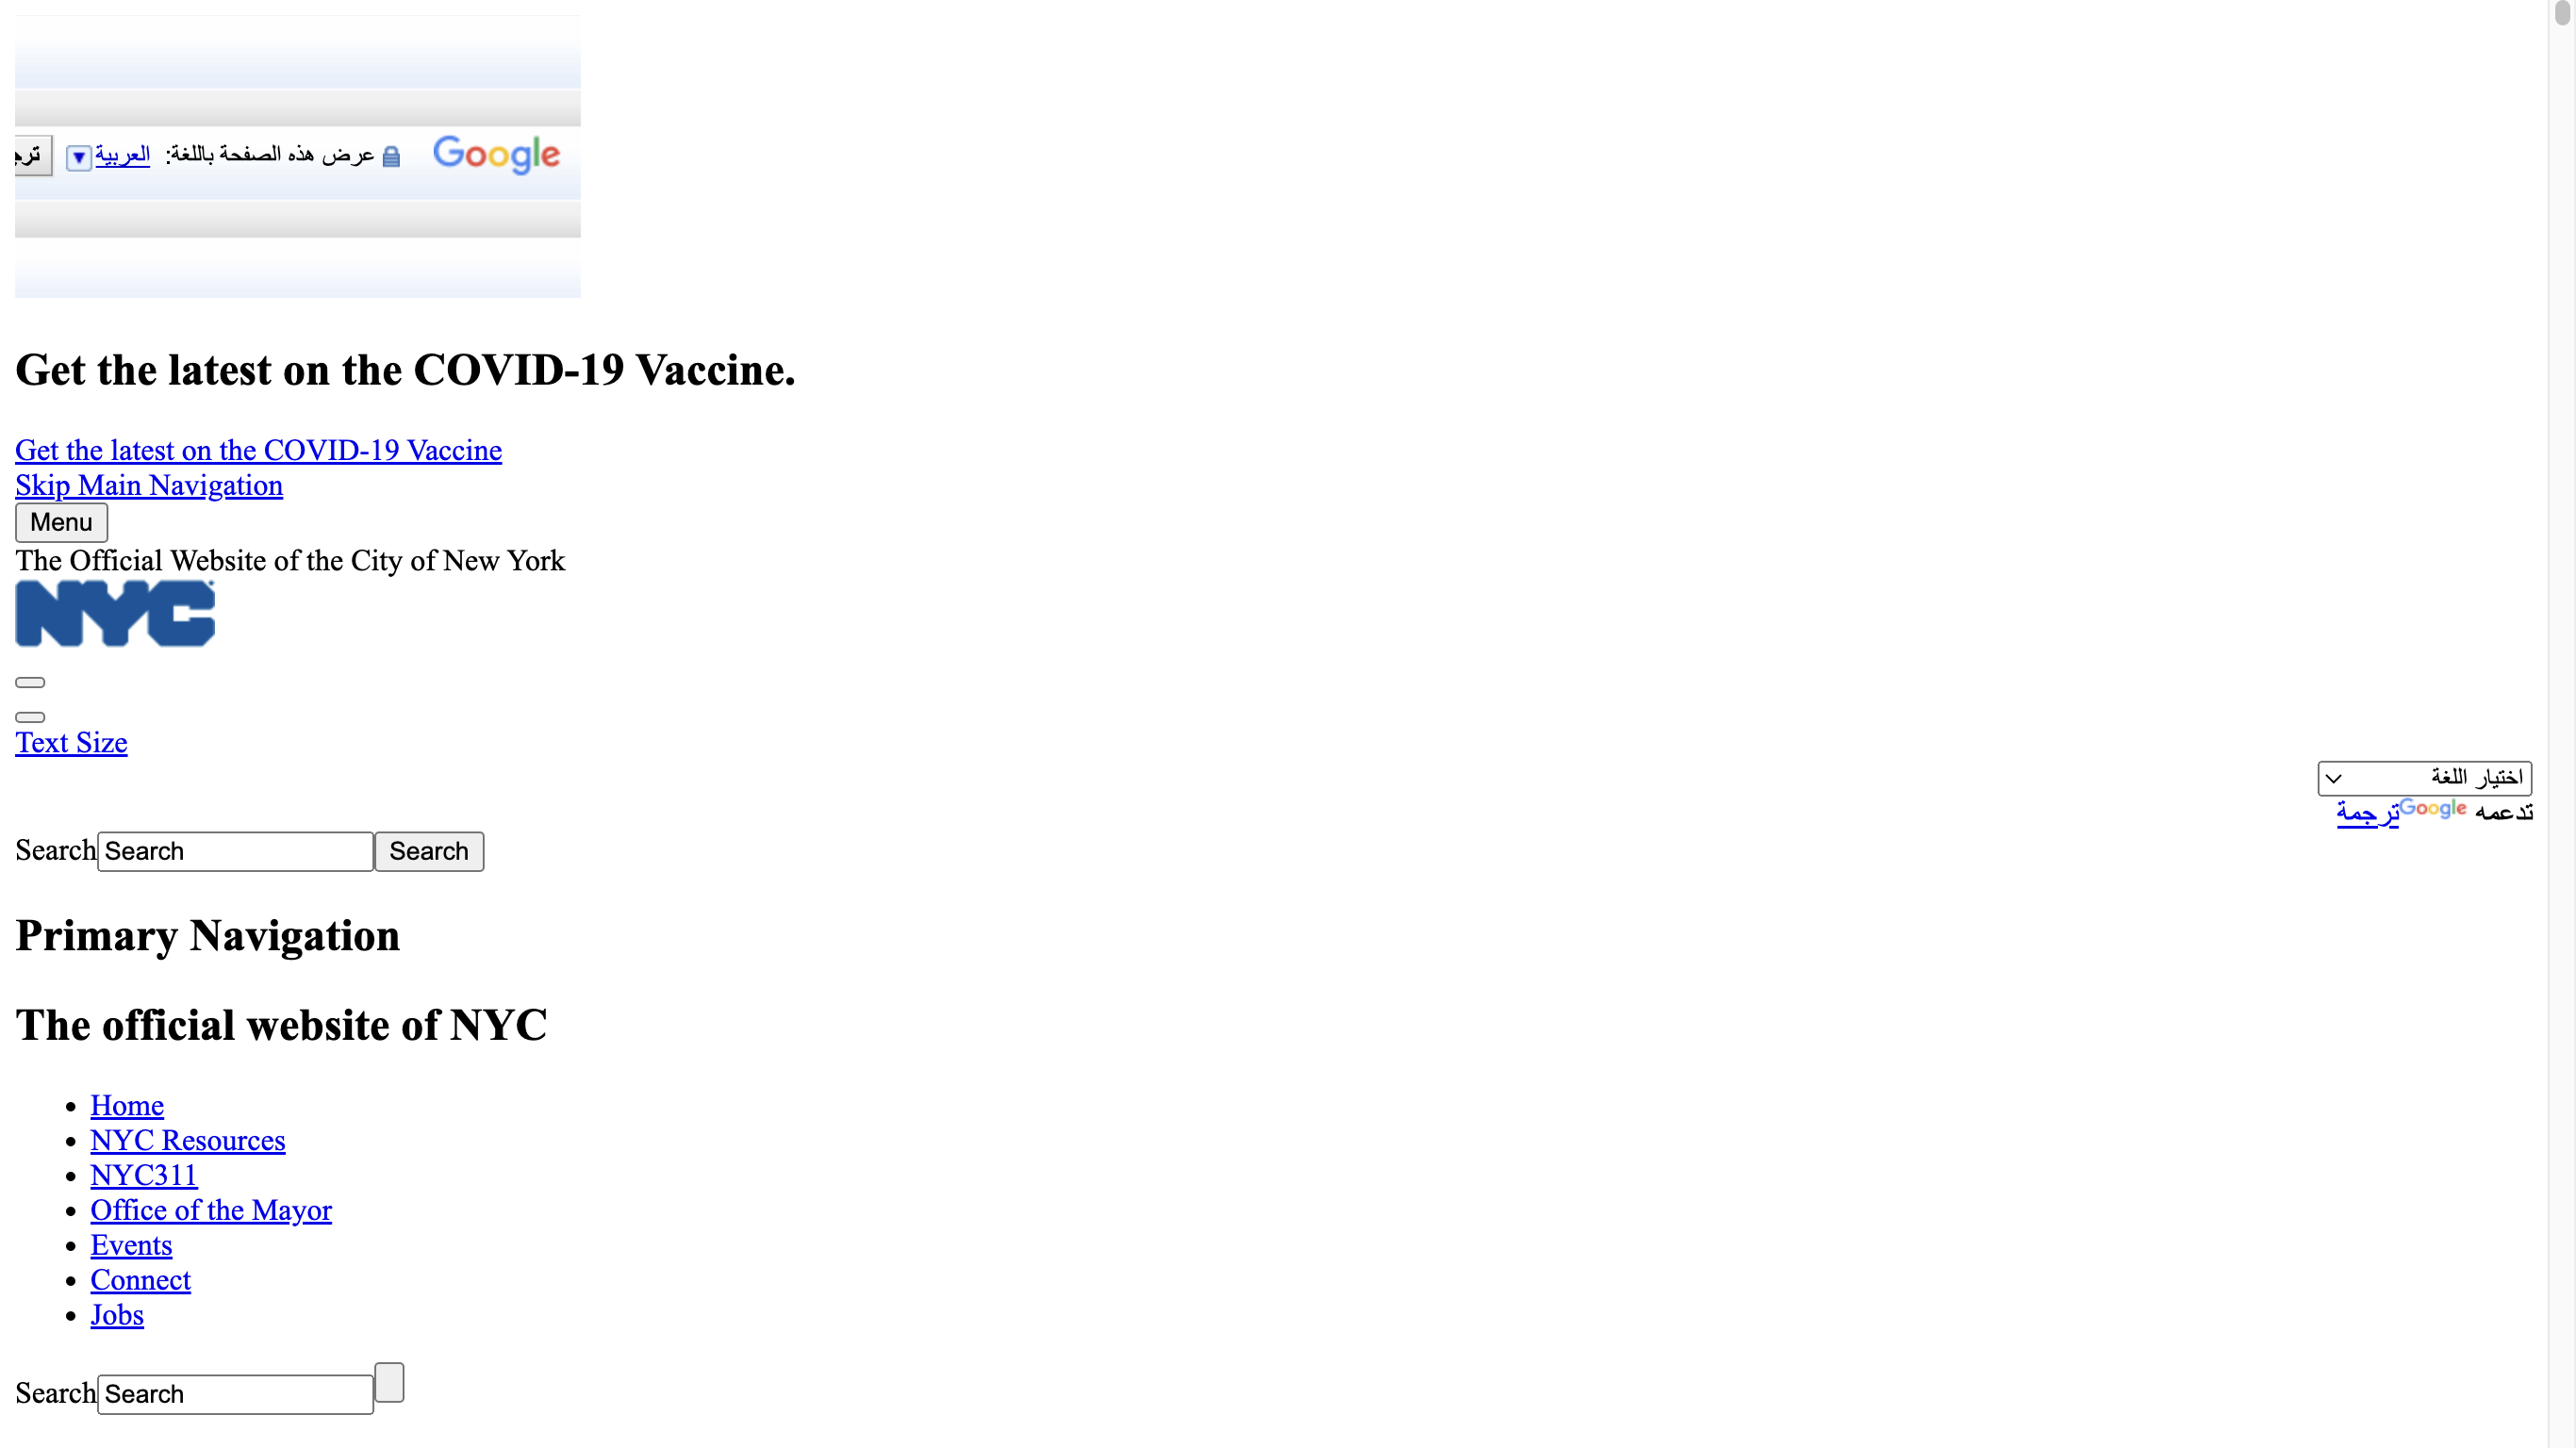 Google عرض هذه الصفحة باللغة: العربية
Get the latest on the COVID-19 Vaccine.
Get the latest on the COVID-19 Vaccine
Skip Main Navigation
Menu
The Official Website of the City of New York
NYC
Text Size
اختيار اللغة
تدعمه Google ترجمة
Search Search Search
Primary Navigation
The official website of NYC
Home
NYC Resources
NYC311
Office of the Mayor
Events
Connect
Jobs
Search Search